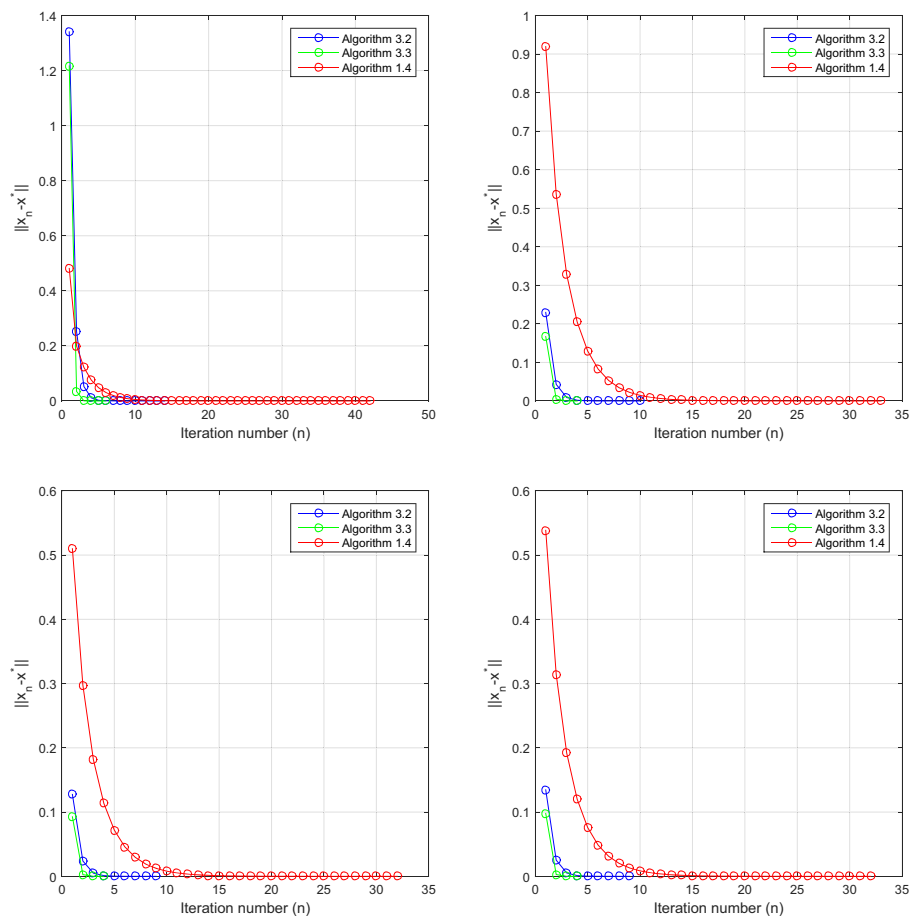 1.4
1.2
1
0.8
0.6
0.4
0.2
0
||x_n-x^*||
0 10 20 30 40 50
Iteration number (n)
Algorithm 3.2
Algorithm 3.3
Algorithm 1.4
1
0.9
0.8
0.7
0.6
0.5
0.4
0.3
0.2
0.1
0
||x_n-x^*||
0 5 10 15 20 25 30 35
Iteration number (n)
Algorithm 3.2
Algorithm 3.3
Algorithm 1.4
0.6
0.5
0.4
0.3
0.2
0.1
0
||x_n-x^*||
0 5 10 15 20 25 30 35
Iteration number (n)
Algorithm 3.2
Algorithm 3.3
Algorithm 1.4
0.6
0.5
0.4
0.3
0.2
0.1
0
||x_n-x^*||
0 5 10 15 20 25 30 35
Iteration number (n)
Algorithm 3.2
Algorithm 3.3
Algorithm 1.4